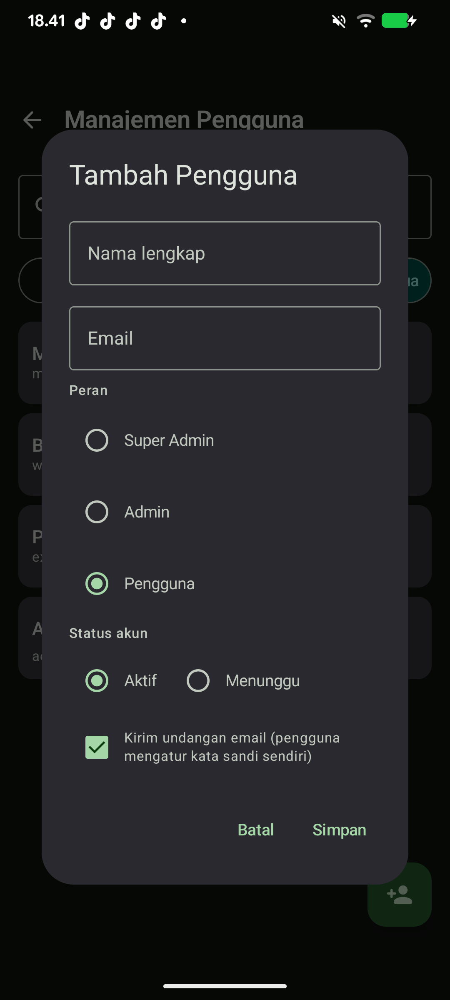 18.41
Manajemen Pengguna
Tambah Pengguna
Nama lengkap
Email
Peran
Super Admin
Admin
Pengguna
Status akun
Aktif
Menunggu
Kirim undangan email (pengguna
mengatur kata sandi sendiri)
Batal
Simpan